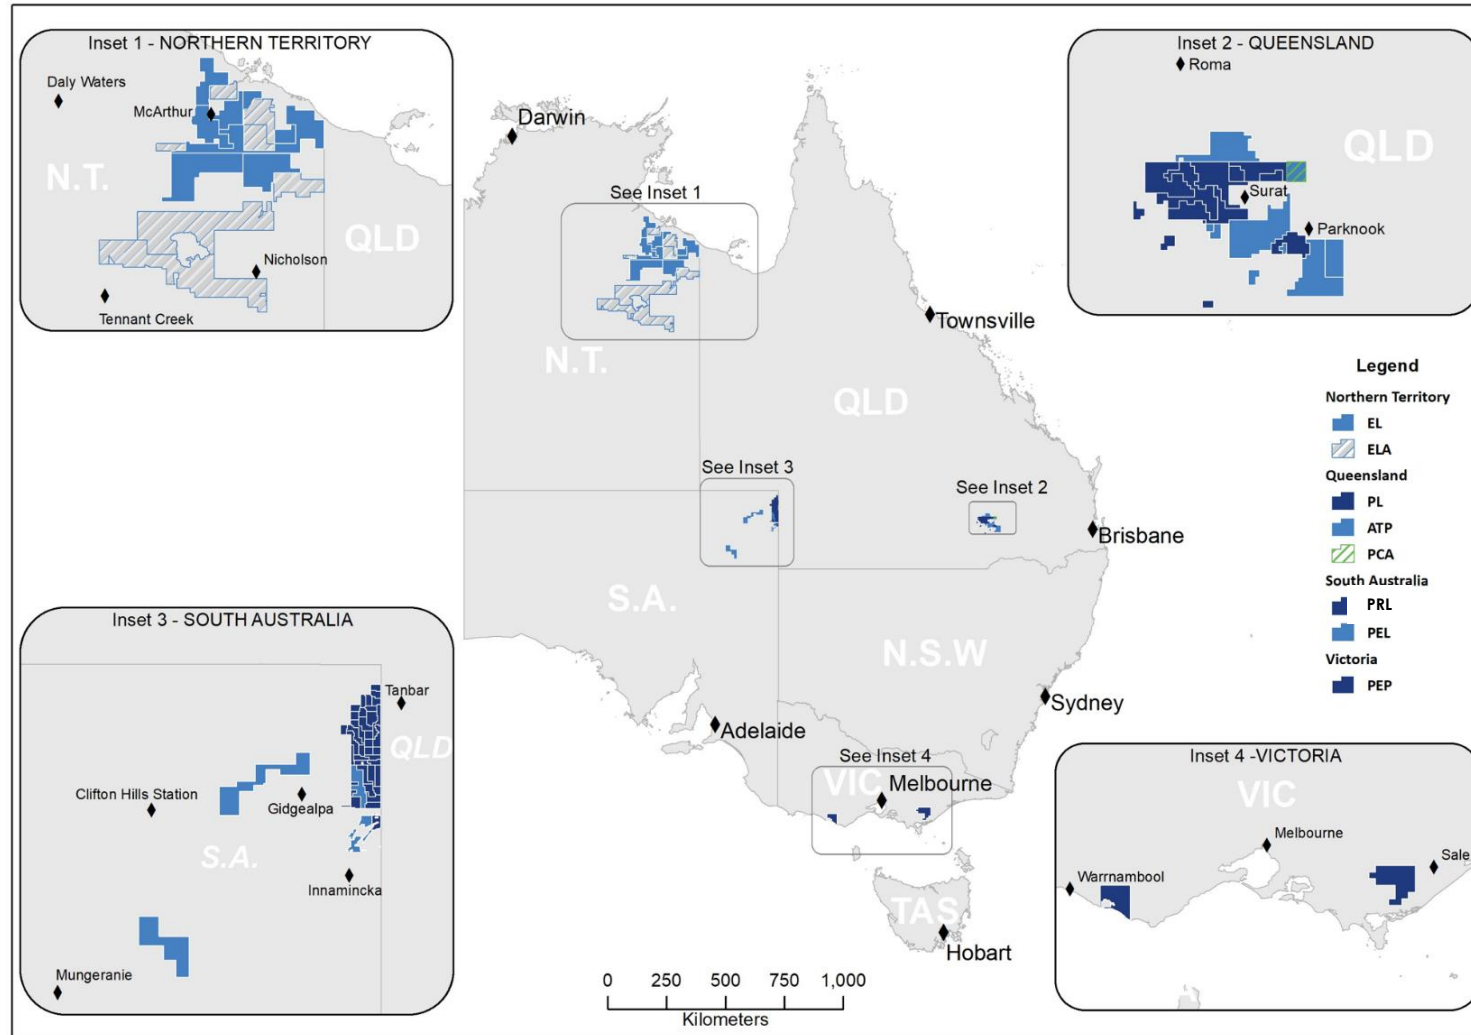 Inset 1 - NORTHERN TERRITORY
Daly Waters
McArthur
N.T.
QLD
Nicholson
Tennant Creek
Inset 2 - QUEENSLAND
Roma
QLD
Surat
Parknook
Darwin
See Inset 1
Townsville
N.T.
QLD
See Inset 3
See Inset 2
Brisbane
S.A.
N.S.W
Sydney
Adelaide
See Inset 4
VIC
Melbourne
TAS
Hobart
0 250 500 750 1,000
Kilometers
Legend
Northern Territory
EL
ELA
Queensland
PL
ATP
PCA
South Australia
PRL
PEL
Victoria
PEP
Inset 3 - SOUTH AUSTRALIA
Tanbar
QLD
Clifton Hills Station
Gidgealpa
S.A.
Innamincka
Mungeranie
Inset 4 -VICTORIA
VIC
Melbourne
Sale
Warrnambool